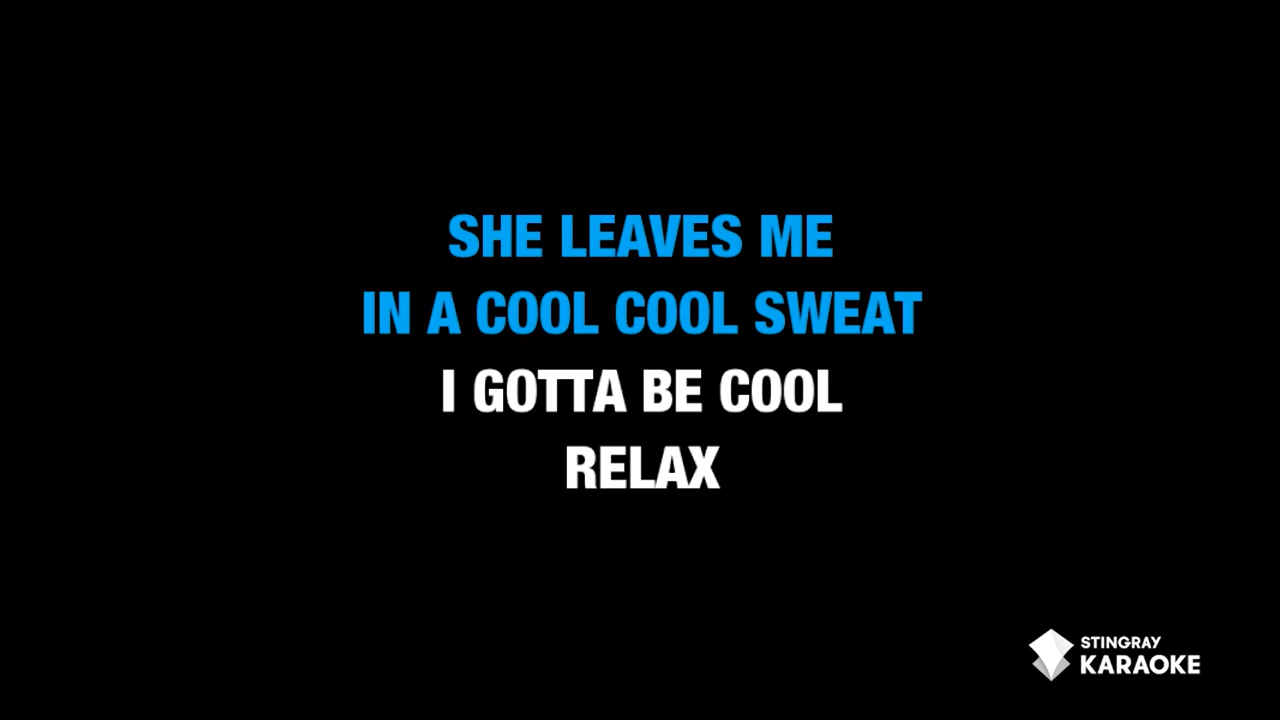 SHE LEAVES ME
IN A COOL COOL SWEAT
I GOTTA BE COOL
RELAX
STINGRAY
KARAOKE